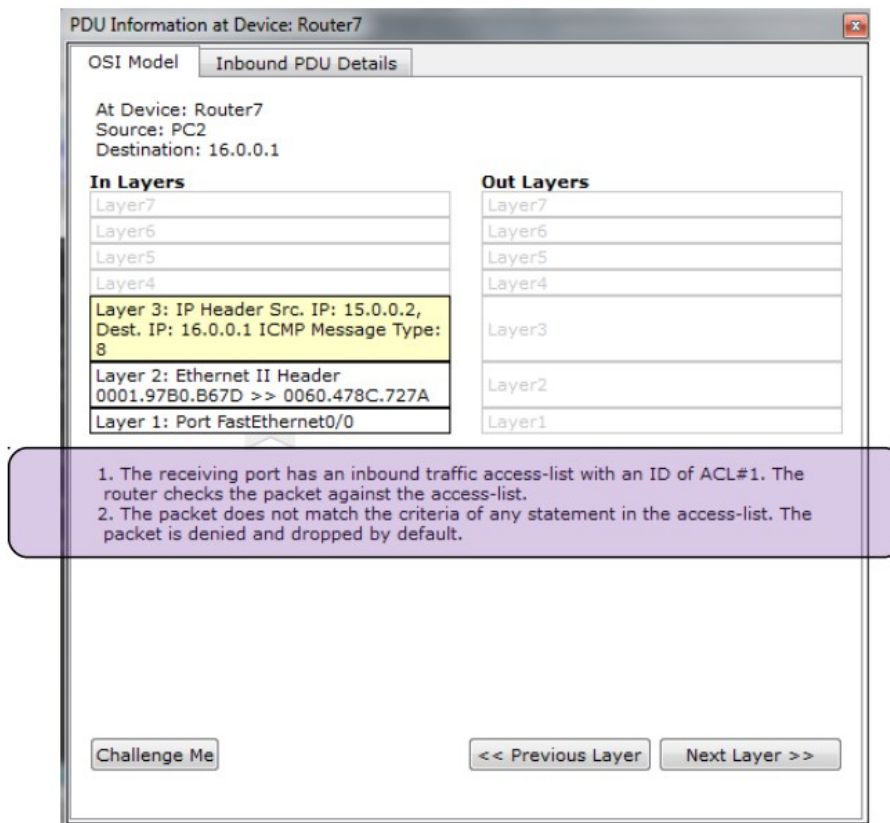 PDU Information at Device: Router7
OSI Model
Inbound PDU Details
At Device: Router7
Source: PC2
Destination: 16.0.0.1
In Layers
Out Layers
Layer7
Layer7
Layer6
Layer6
Layer5
Layer5
Layer4
Layer4
Layer 3: IP Header Src. IP: 15.0.0.2,
Dest. IP: 16.0.0.1 ICMP Message Type:
8
Layer3
Layer 2: Ethernet II Header
0001.97B0.B67D >> 0060.478C.727A
Layer2
Layer 1: Port FastEthernet0/0
Layer1
1. The receiving port has an inbound traffic access-list with an ID of ACL#1. The
router checks the packet against the access-list.
2. The packet does not match the criteria of any statement in the access-list. The
packet is denied and dropped by default.
Challenge Me
<< Previous Layer
Next Layer >>